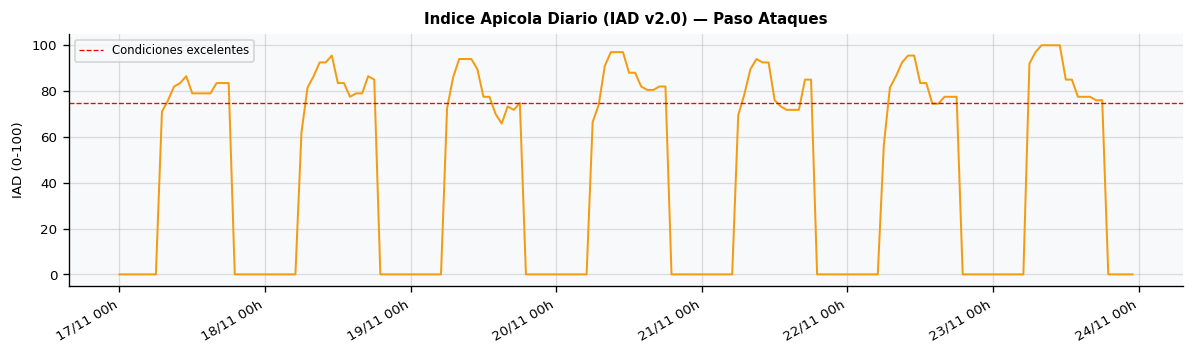 Indice Apicola Diario (IAD v2.0) — Paso Ataques
Condiciones excelentes
IAD (0-100)
100
80
60
40
20
0
17/11 00h
18/11 00h
19/11 00h
20/11 00h
21/11 00h
22/11 00h
23/11 00h
24/11 00h